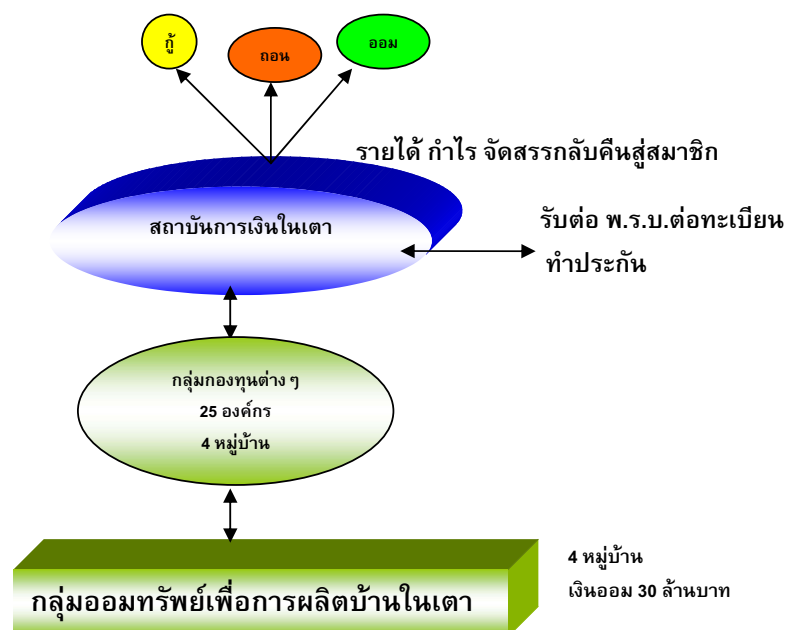 กู้
ถอน
ออม
รายได้ กำไร จัดสรรกลับคืนสู่สมาชิก
สถาบันการเงินในเตา
รับต่อ พ.ร.บ.ต่อทะเบียน
ทำประกัน
กลุ่มกองทุนต่าง ๆ
25 องค์กร
4 หมู่บ้าน
4 หมู่บ้าน
เงินออม 30 ล้านบาท
กลุ่มออมทรัพย์เพื่อการผลิตบ้านในเตา